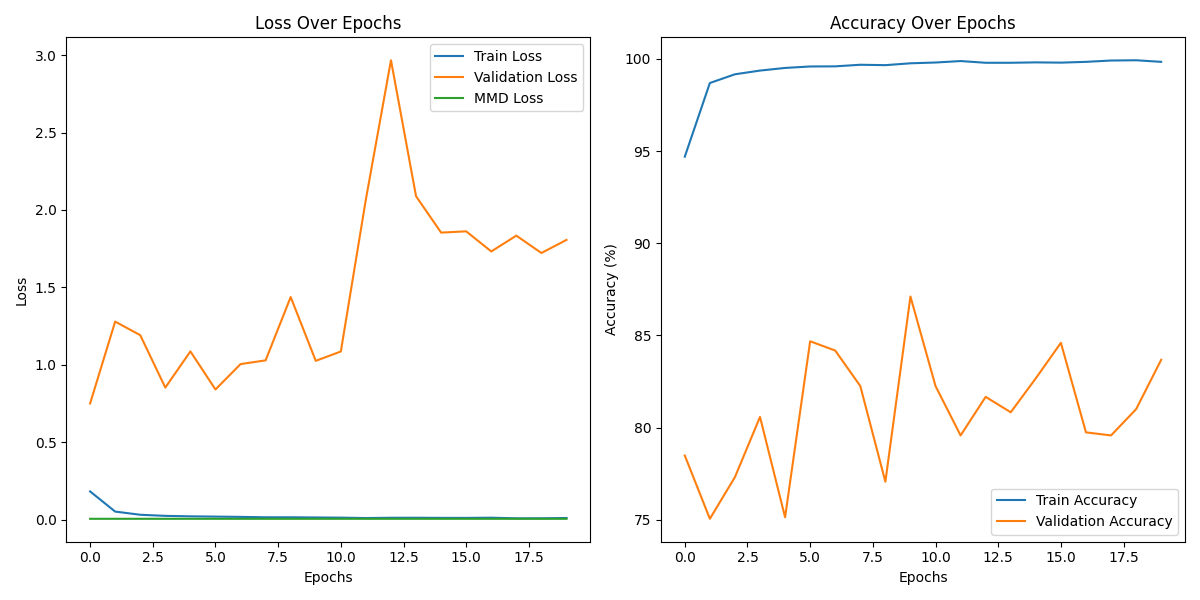 Loss Over Epochs
3.0
2.5
2.0
1.5
1.0
0.5
0.0
Loss
0.0 2.5 5.0 7.5 10.0 12.5 15.0 17.5
Epochs
Train Loss
Validation Loss
MMD Loss
Accuracy Over Epochs
100
95
90
85
80
75
Accuracy (%)
0.0 2.5 5.0 7.5 10.0 12.5 15.0 17.5
Epochs
Train Accuracy
Validation Accuracy